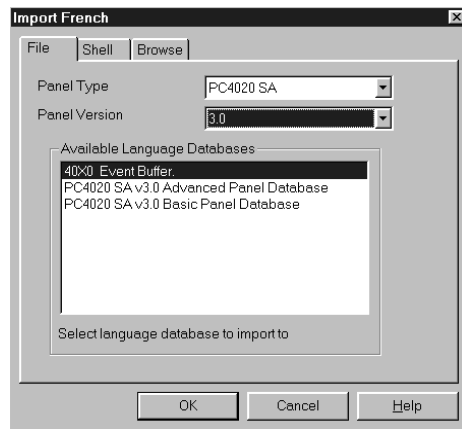 Import French
File Shell Browse
Panel Type PC4020 SA
Panel Version 3.0
Available Language Databases
40X0 Event Buffer.
PC4020 SA v3.0 Advanced Panel Database
PC4020 SA v3.0 Basic Panel Database
Select language database to import to
OK Cancel Help